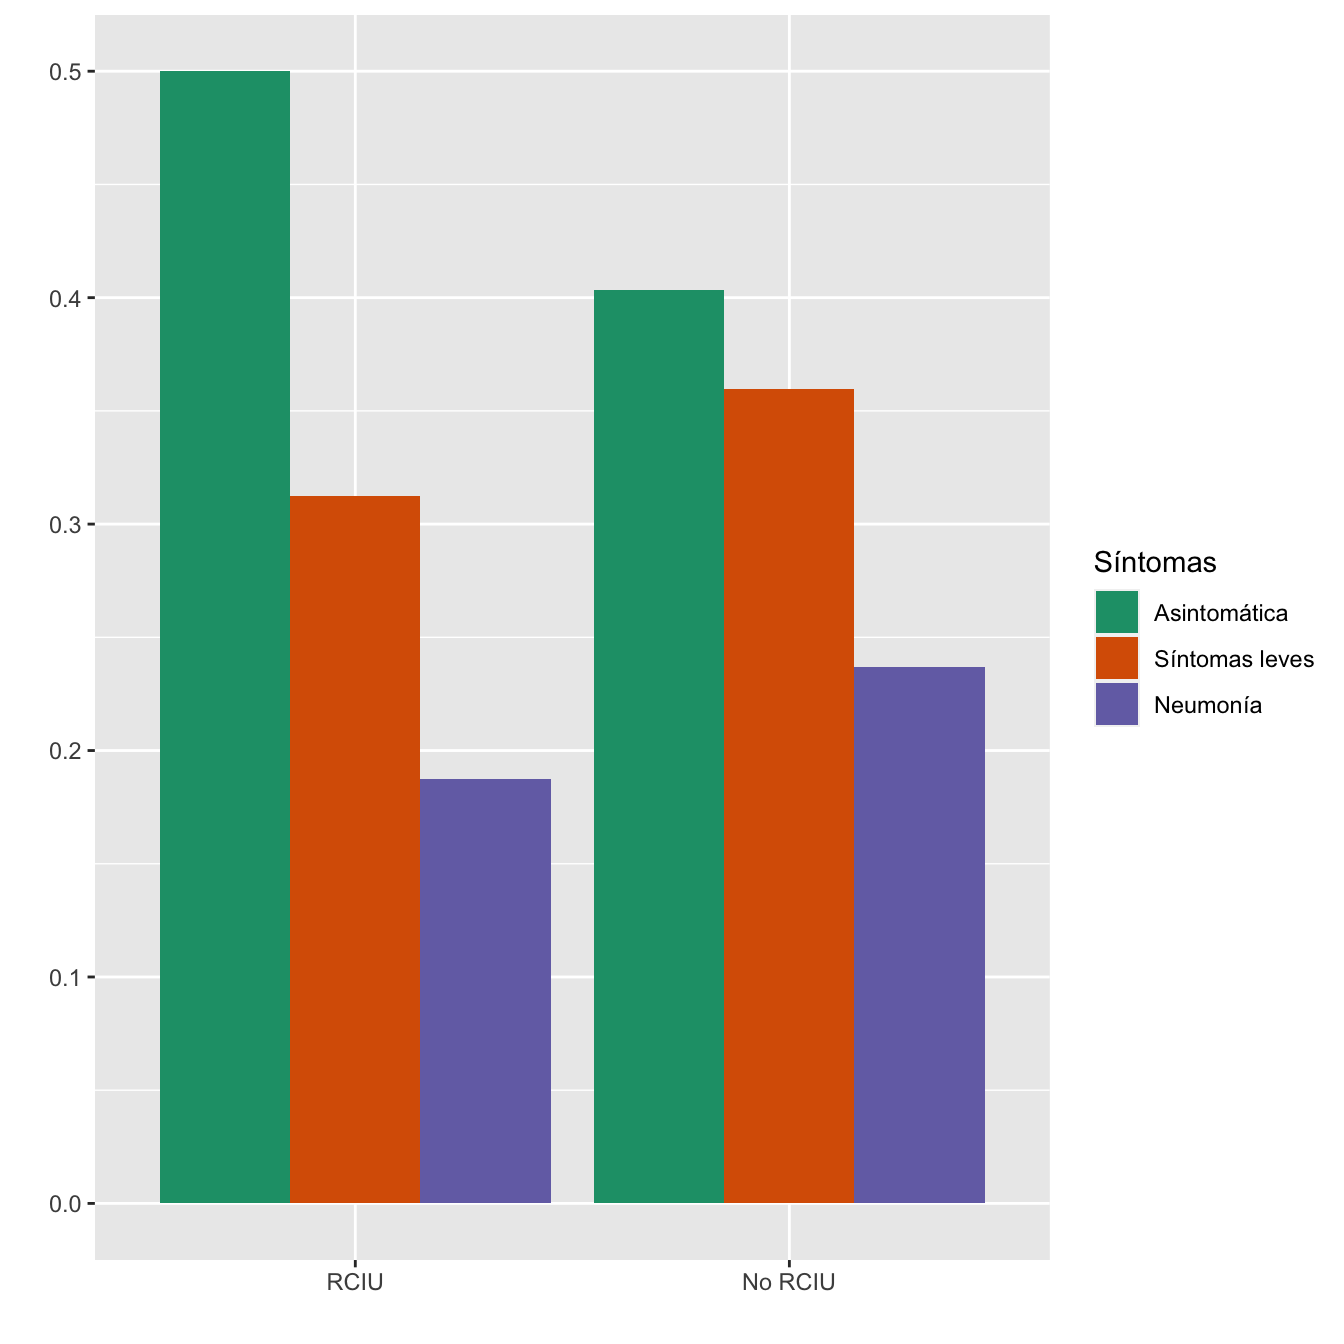 0.5
0.4
0.3
0.2
0.1
0.0
RCIU
No RCIU
Síntomas
Asintomática
Síntomas leves
Neumonía